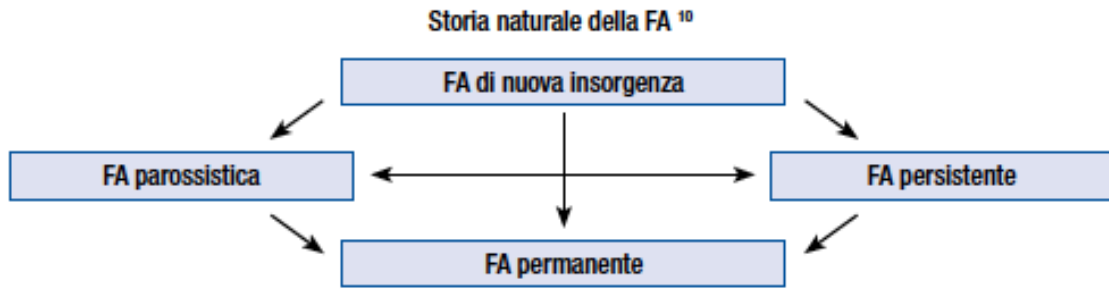 Storia naturale della FA ¹⁰
FA di nuova insorgenza
FA parossistica
FA persistente
FA permanente